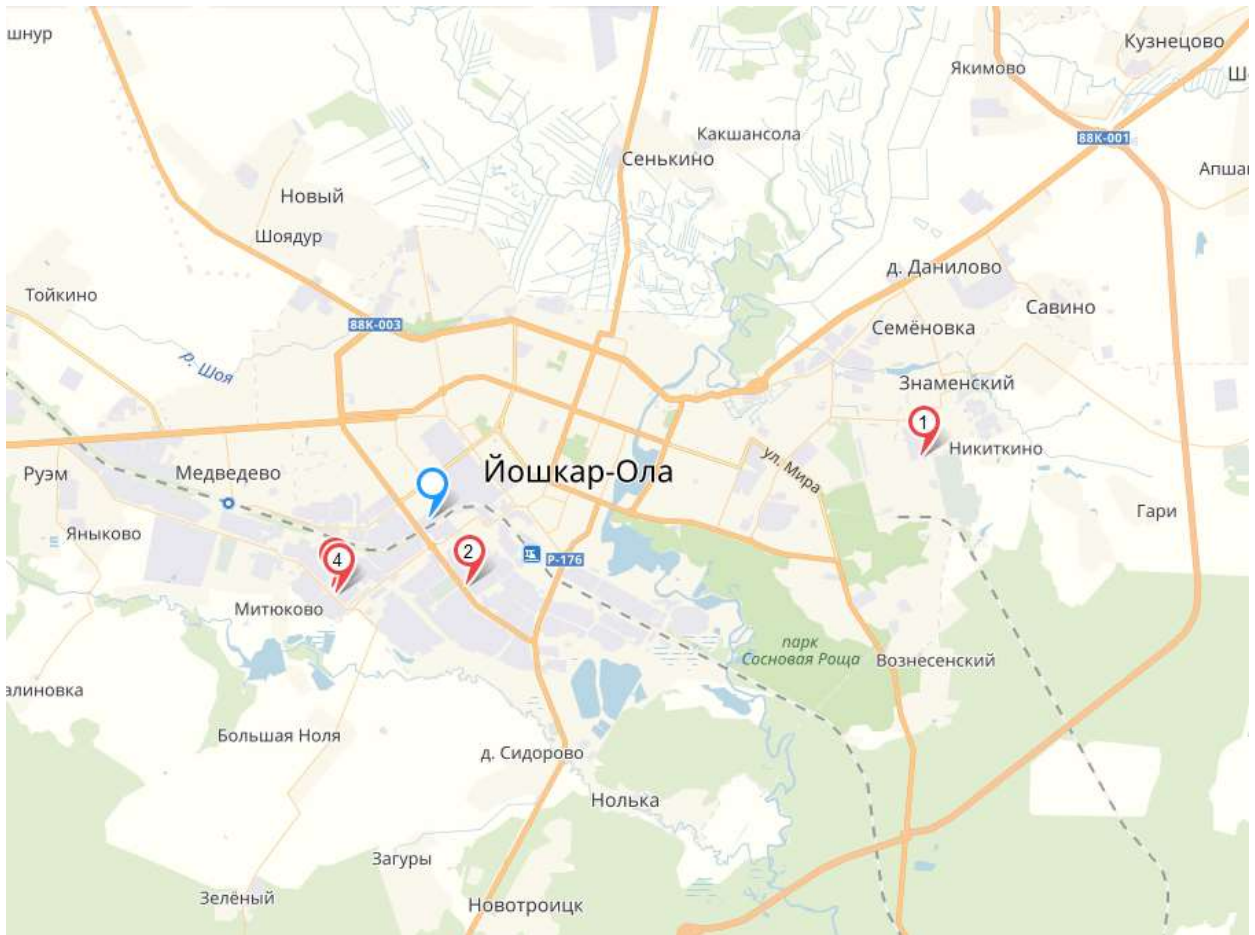 шнур
Кузнецово
Якимово
88К-001
Какшансола
Сенькино
Новый
Шоядур
д. Данилово
Тойкино
Савино
88К-003
Семёновка
р. Шоя
Знаменский
1
Никиткино
ул. Мира
Руэм
Медведево
Йошкар-Ола
Гари
Яныково
2
Р-176
4
Митюково
парк
Сосновая Роща
Вознесенский
алиновка
Большая Ноля
д. Сидорово
Нолька
Загуры
Зелёный
Новотроицк